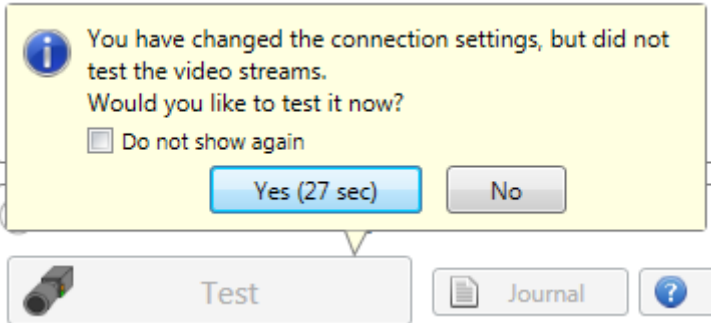 You have changed the connection settings, but did not
test the video streams.
Would you like to test it now?
Do not show again
Yes (27 sec)
No
Test
Journal